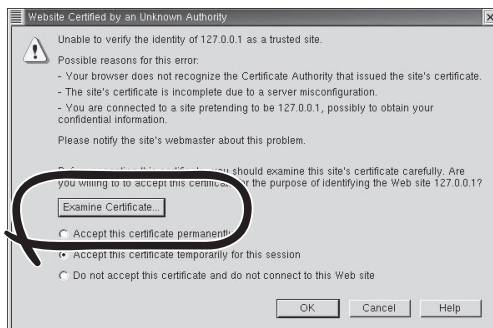 Website Certified by an Unknown Authority
Unable to verify the identity of 127.0.0.1 as a trusted site.
Possible reasons for this error:
- Your browser does not recognize the Certificate Authority that issued the site's certificate.
- The site's certificate is incomplete due to a server misconfiguration.
- You are connected to a site pretending to be 127.0.0.1, possibly to obtain your
confidential information.
Please notify the site's webmaster about this problem.
should examine this site's certificate carefully. Are
you willing to to accept this the purpose of identifying the Web site 127.0.0.1?
Examine Certificate...
Accept this certificate permanently
Accept this certificate temporarily for this session
Do not accept this certificate and do not connect to this Web site
OK Cancel Help